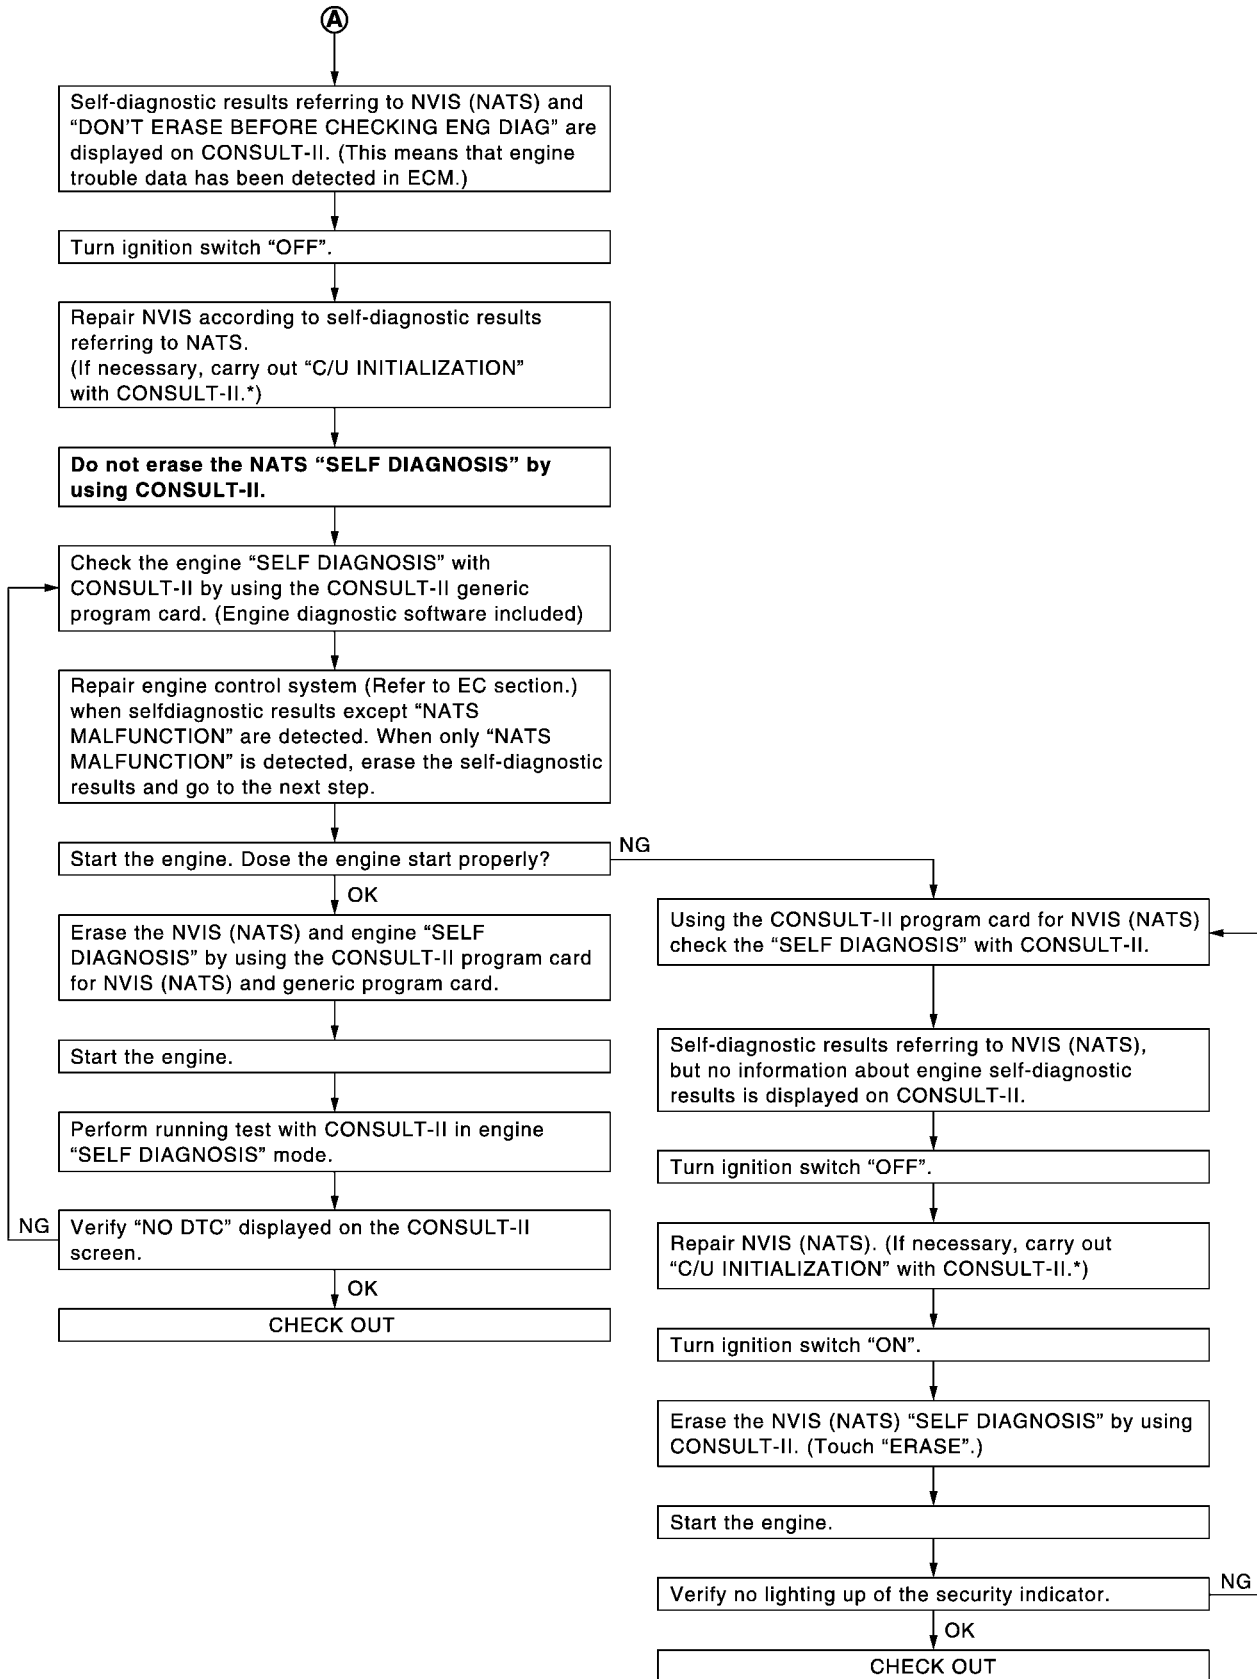 A
Self-diagnostic results referring to NVIS (NATS) and
“DON’T ERASE BEFORE CHECKING ENG DIAG” are
displayed on CONSULT-II. (This means that engine
trouble data has been detected in ECM.)
Turn ignition switch “OFF”.
Repair NVIS according to self-diagnostic results
referring to NATS.
(If necessary, carry out “C/U INITIALIZATION”
with CONSULT-II.*)
Do not erase the NATS “SELF DIAGNOSIS” by
using CONSULT-II.
Check the engine “SELF DIAGNOSIS” with
CONSULT-II by using the CONSULT-II generic
program card. (Engine diagnostic software included)
Repair engine control system (Refer to EC section.)
when selfdiagnostic results except “NATS
MALFUNCTION” are detected. When only “NATS
MALFUNCTION” is detected, erase the self-diagnostic
results and go to the next step.
Start the engine. Dose the engine start properly?
NG
OK
Erase the NVIS (NATS) and engine “SELF
DIAGNOSIS” by using the CONSULT-II program card
for NVIS (NATS) and generic program card.
Start the engine.
Perform running test with CONSULT-II in engine
“SELF DIAGNOSIS” mode.
NG
Verify “NO DTC” displayed on the CONSULT-II
screen.
OK
CHECK OUT
Using the CONSULT-II program card for NVIS (NATS)
check the “SELF DIAGNOSIS” with CONSULT-II.
Self-diagnostic results referring to NVIS (NATS),
but no information about engine self-diagnostic
results is displayed on CONSULT-II.
Turn ignition switch “OFF”.
Repair NVIS (NATS). (If necessary, carry out
“C/U INITIALIZATION” with CONSULT-II.*)
Turn ignition switch “ON”.
Erase the NVIS (NATS) “SELF DIAGNOSIS” by using
CONSULT-II. (Touch “ERASE”.)
Start the engine.
Verify no lighting up of the security indicator.
NG
OK
CHECK OUT